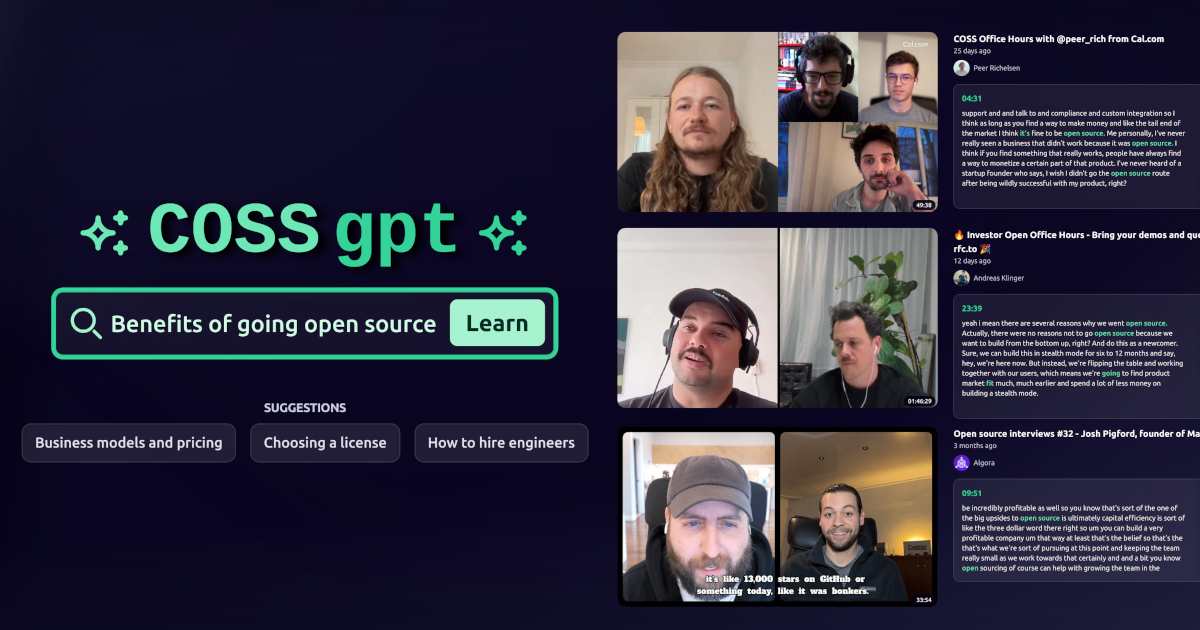 COSS gpt
Benefits of going open source
Learn
SUGGESTIONS
Business models and pricing
Choosing a license
How to hire engineers
Cal.com
49:38
COSS Office Hours with @peer_rich from Cal.com
25 days ago
Peer Richelsen
04:31
support and and talk to and compliance and custom integration so I
think as long as you find a way to make money and like the tail end of
the market I think it's fine to be open source. Me personally, I've never
really seen a business that didn't work because it was open source. I
think if you find something that really works, people have always find
a way to monetize a certain part of that product. I've never heard of a
startup founder who says, I wish I didn't go the open source route
after being wildly successful with my product, right?
01:46:29
🔥 Investor Open Office Hours - Bring your demos and que
rfc.to 🎉
12 days ago
Andreas Klinger
23:39
yeah i mean there are several reasons why we went open source.
Actually, there were no reasons not to go open source because we
want to build from the bottom up, right? And do this as a newcomer.
Sure, we can build this in stealth mode for six to 12 months and say,
hey, we're here now. But instead, we're flipping the table and working
together with our users, which means we're going to find product
market fit much, much earlier and spend a lot of less money on
building a stealth mode.
it's like 13,000 stars on GitHub or
something today, like it was bonkers.
33:54
Open source interviews #32 - Josh Pigford, founder of Ma
3 months ago
Algora
09:51
be incredibly profitable as well so you know that's sort of the one of
the big upsides to open source is ultimately capital efficiency is sort of
like the three dollar word there right so um you can build a very
profitable company um that way at least that's the belief so that's the
that's what we're sort of pursuing at this point and keeping the team
really small as we work towards that certainly and and a bit you know
open sourcing of course can help with growing the team in the